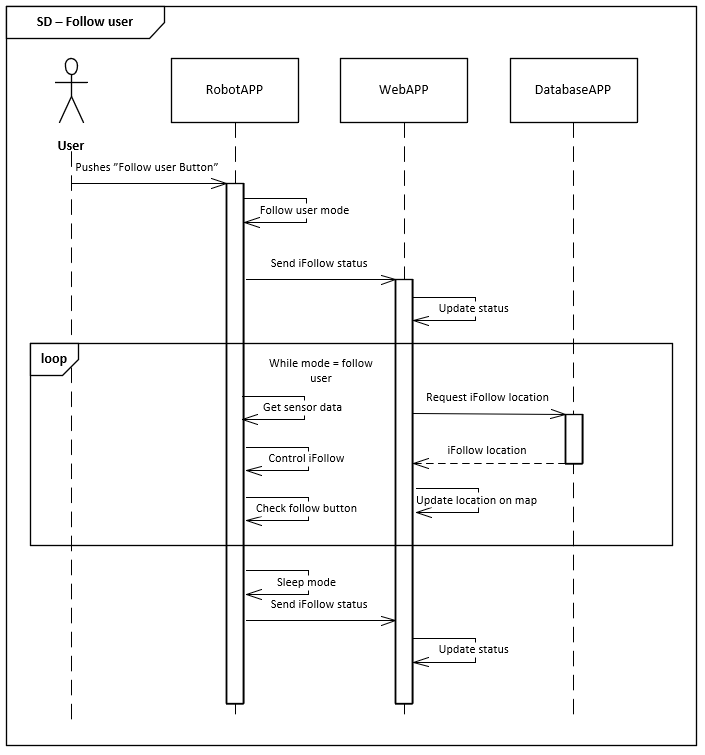 SD – Follow user
RobotAPP
WebAPP
DatabaseAPP
User
Pushes ”Follow user Button”
Follow user mode
Send iFollow status
Update status
loop
While mode = follow
user
Request iFollow location
Get sensor data
iFollow location
Control iFollow
Update location on map
Check follow button
Sleep mode
Send iFollow status
Update status